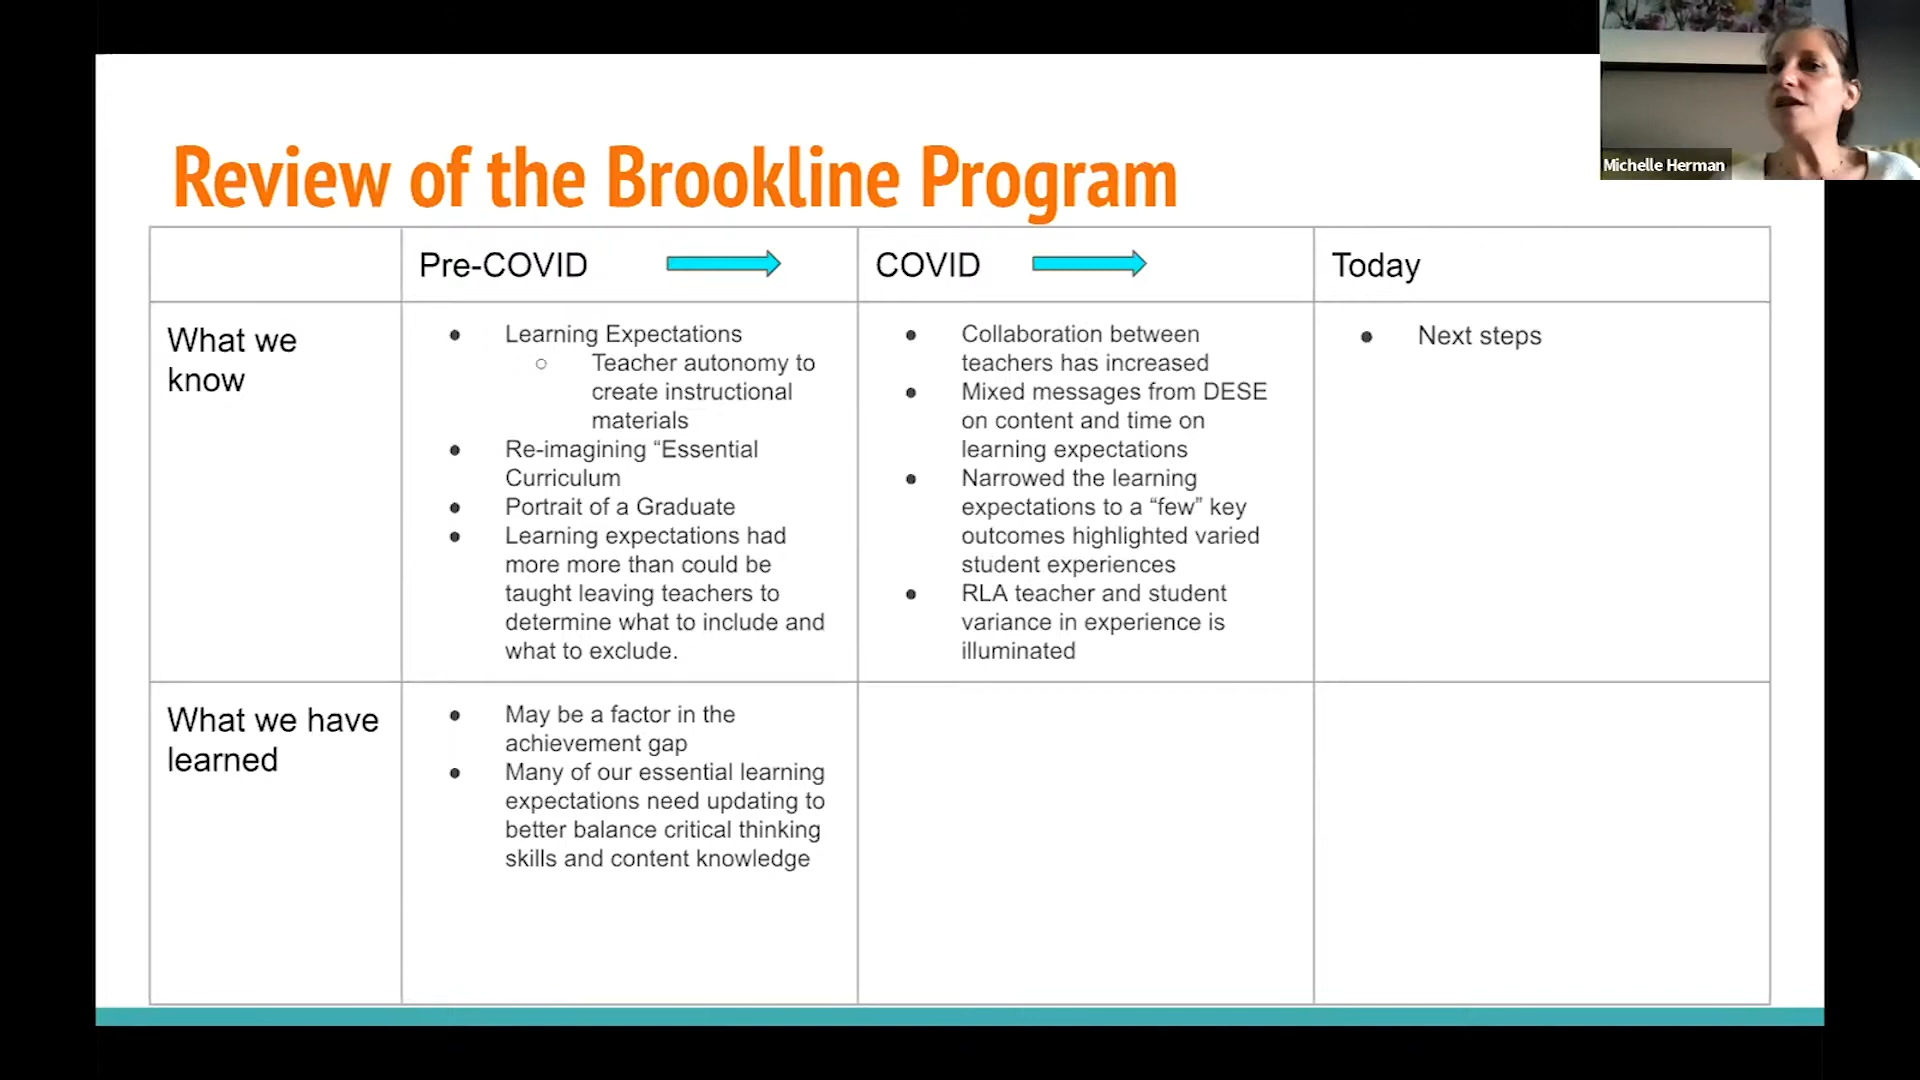 Michelle Herman
Review of the Brookline Program
Pre-COVID
COVID
Today
What we
know
Learning Expectations
Teacher autonomy to
create instructional
materials
Re-imagining “Essential
Curriculum
Portrait of a Graduate
Learning expectations had
more more than could be
taught leaving teachers to
determine what to include and
what to exclude.
Collaboration between
teachers has increased
Mixed messages from DESE
on content and time on
learning expectations
Narrowed the learning
expectations to a “few” key
outcomes highlighted varied
student experiences
RLA teacher and student
variance in experience is
illuminated
Next steps
What we have
learned
May be a factor in the
achievement gap
Many of our essential learning
expectations need updating to
better balance critical thinking
skills and content knowledge